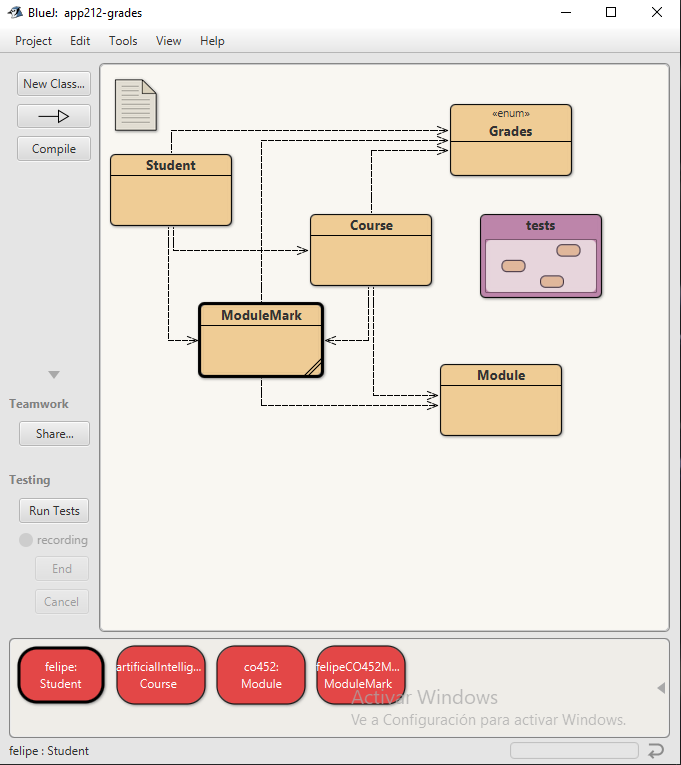 BlueJ: app212-grades
Project Edit Tools View Help
New Class...
Compile
«enum»
Grades
Student
Course
tests
ModuleMark
Module
Teamwork
Share...
Testing
Run Tests
recording
End
Cancel
felipe:
Student
artificialIntellig...
Course
co452:
Module
felipeCO452M...
ModuleMark
Activar Windows
Ve a Configuración para activar Windows.
felipe : Student